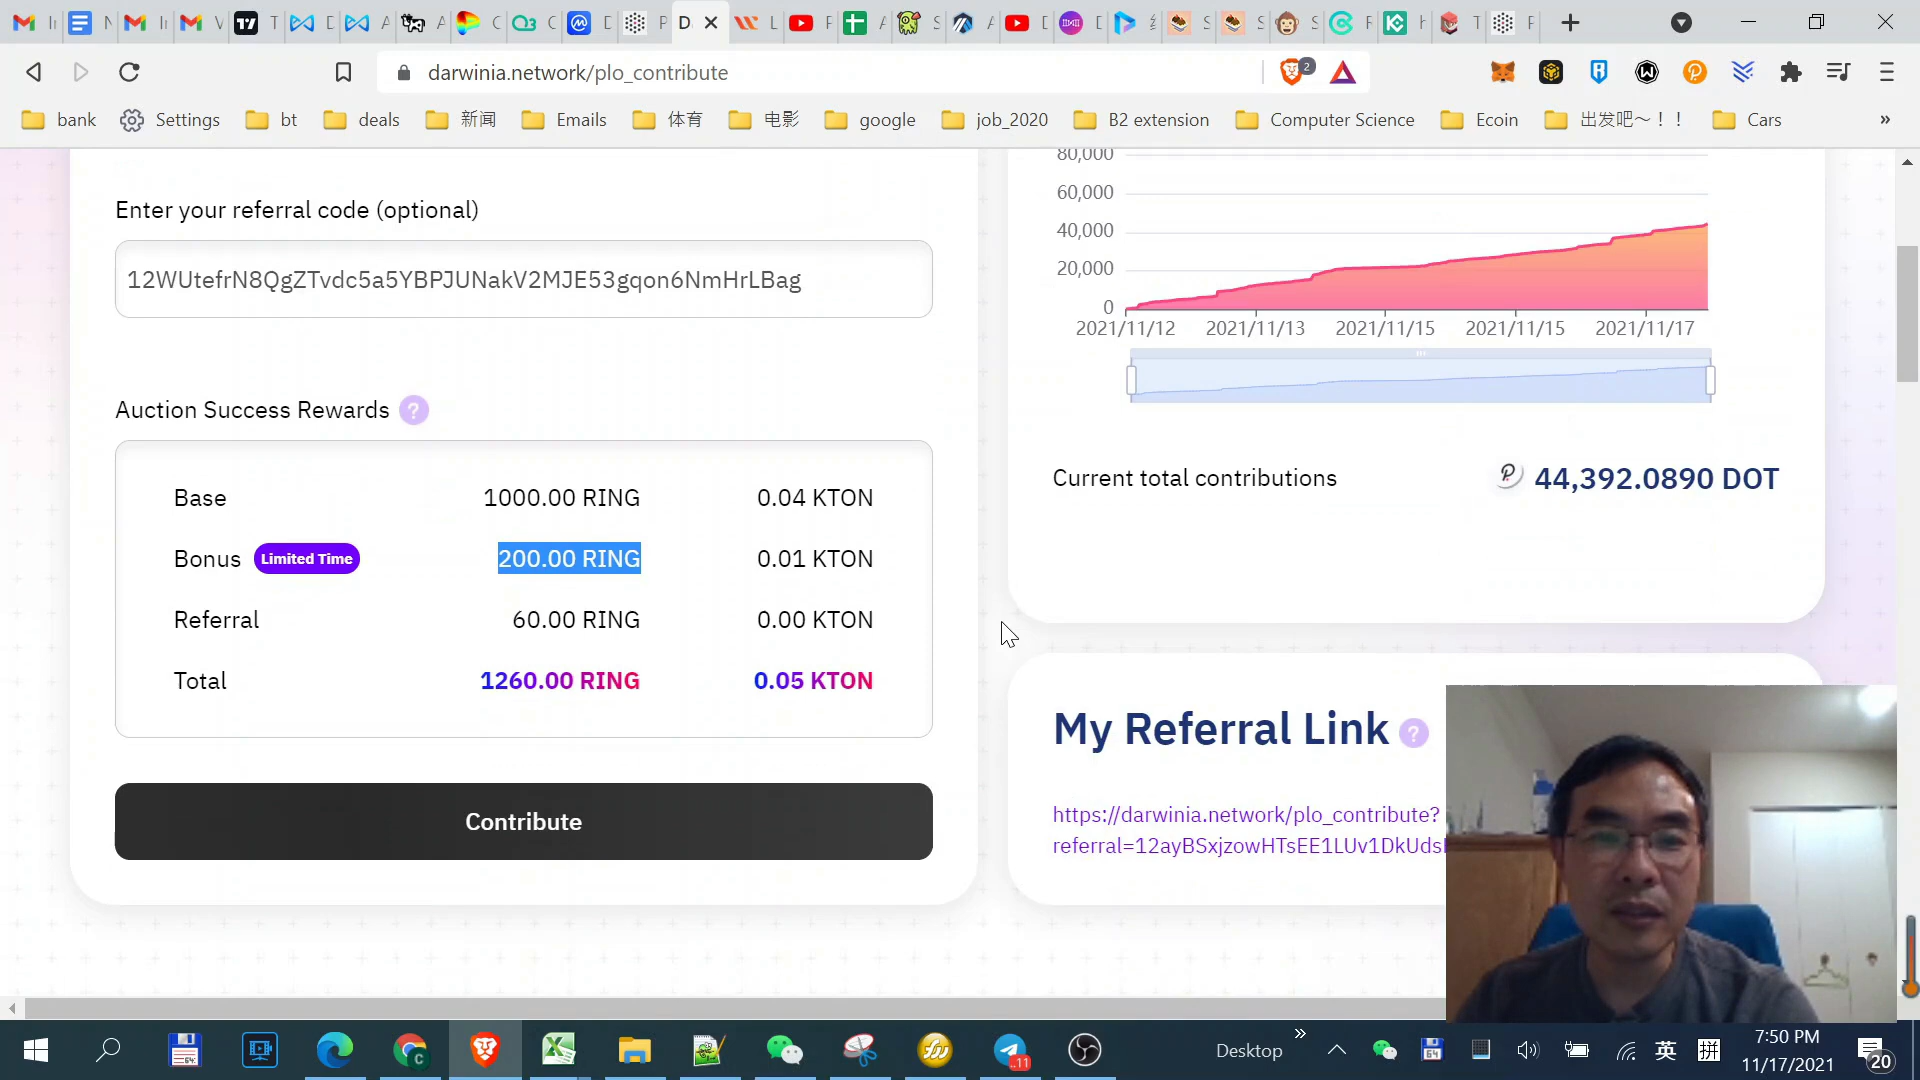 darwinia.network/plo_contribute
2
bank
Settings
bt
deals
新闻
Emails
体育
电影
google
job_2020
B2 extension
Computer Science
Ecoin
出发吧～！！
Cars
»
Enter your referral code (optional)
12WUtefrN8QgZTvdc5a5YBPJUNakV2MJE53gqon6NmHrLBag
Auction Success Rewards ?
Base 1000.00 RING 0.04 KTON
Bonus Limited Time 200.00 RING 0.01 KTON
Referral 60.00 RING 0.00 KTON
Total 1260.00 RING 0.05 KTON
Contribute
80,000
60,000
40,000
20,000
0
2021/11/12 2021/11/13 2021/11/15 2021/11/15 2021/11/17
Current total contributions 44,392.0890 DOT
My Referral Link ?
https://darwinia.network/plo_contribute?
referral=12ayBSxjzowHTsEE1LUv1DkUds
Desktop
英
拼
7:50 PM
11/17/2021
20